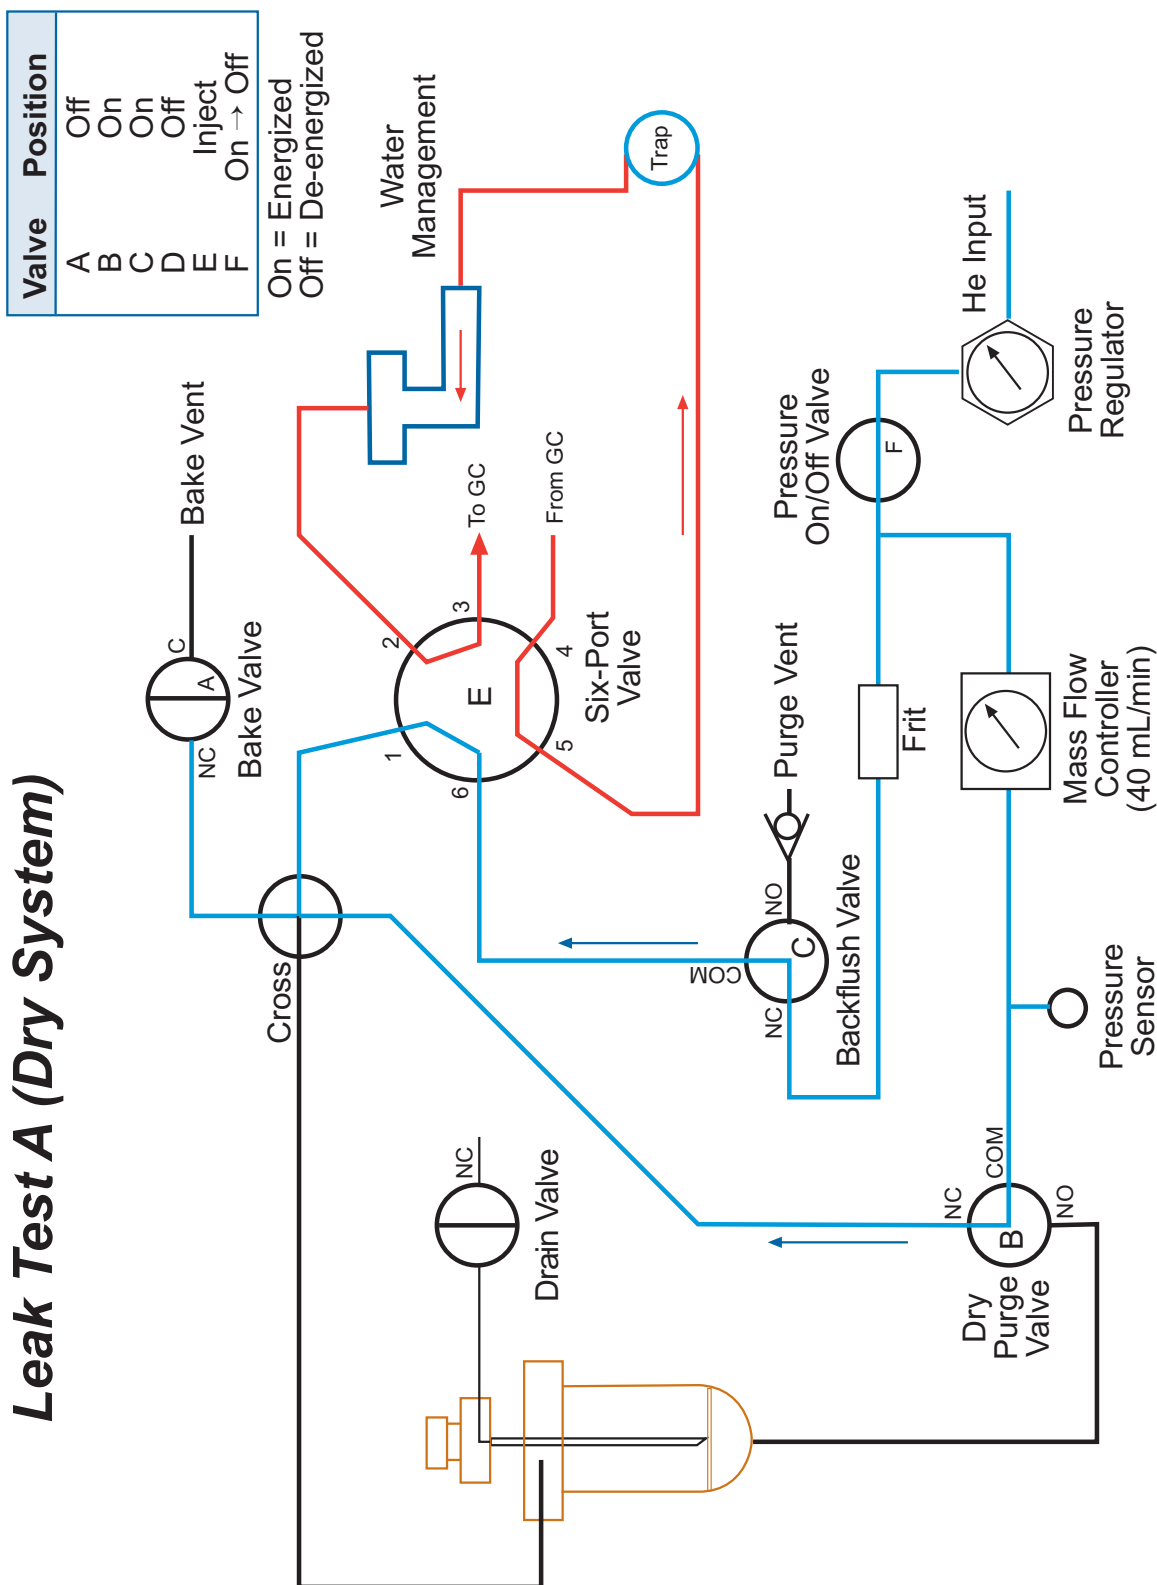 Leak Test A (Dry System)
Valve Position
A Off
B On
C On
D Off
E Inject
F On → Off
On = Energized
Off = De-energized
Bake Vent
C
A
NC
Bake Valve
Cross
Water
Management
Trap
To GC
From GC
1
2
3
4
5
6
E
Six-Port
Valve
He Input
Pressure
Regulator
Pressure
On/Off Valve
F
Purge Vent
Frit
Mass Flow
Controller
(40 mL/min)
NO
C
COM
NC
Backflush Valve
Pressure
Sensor
NC
Drain Valve
NC
COM
B
NO
Dry
Purge
Valve